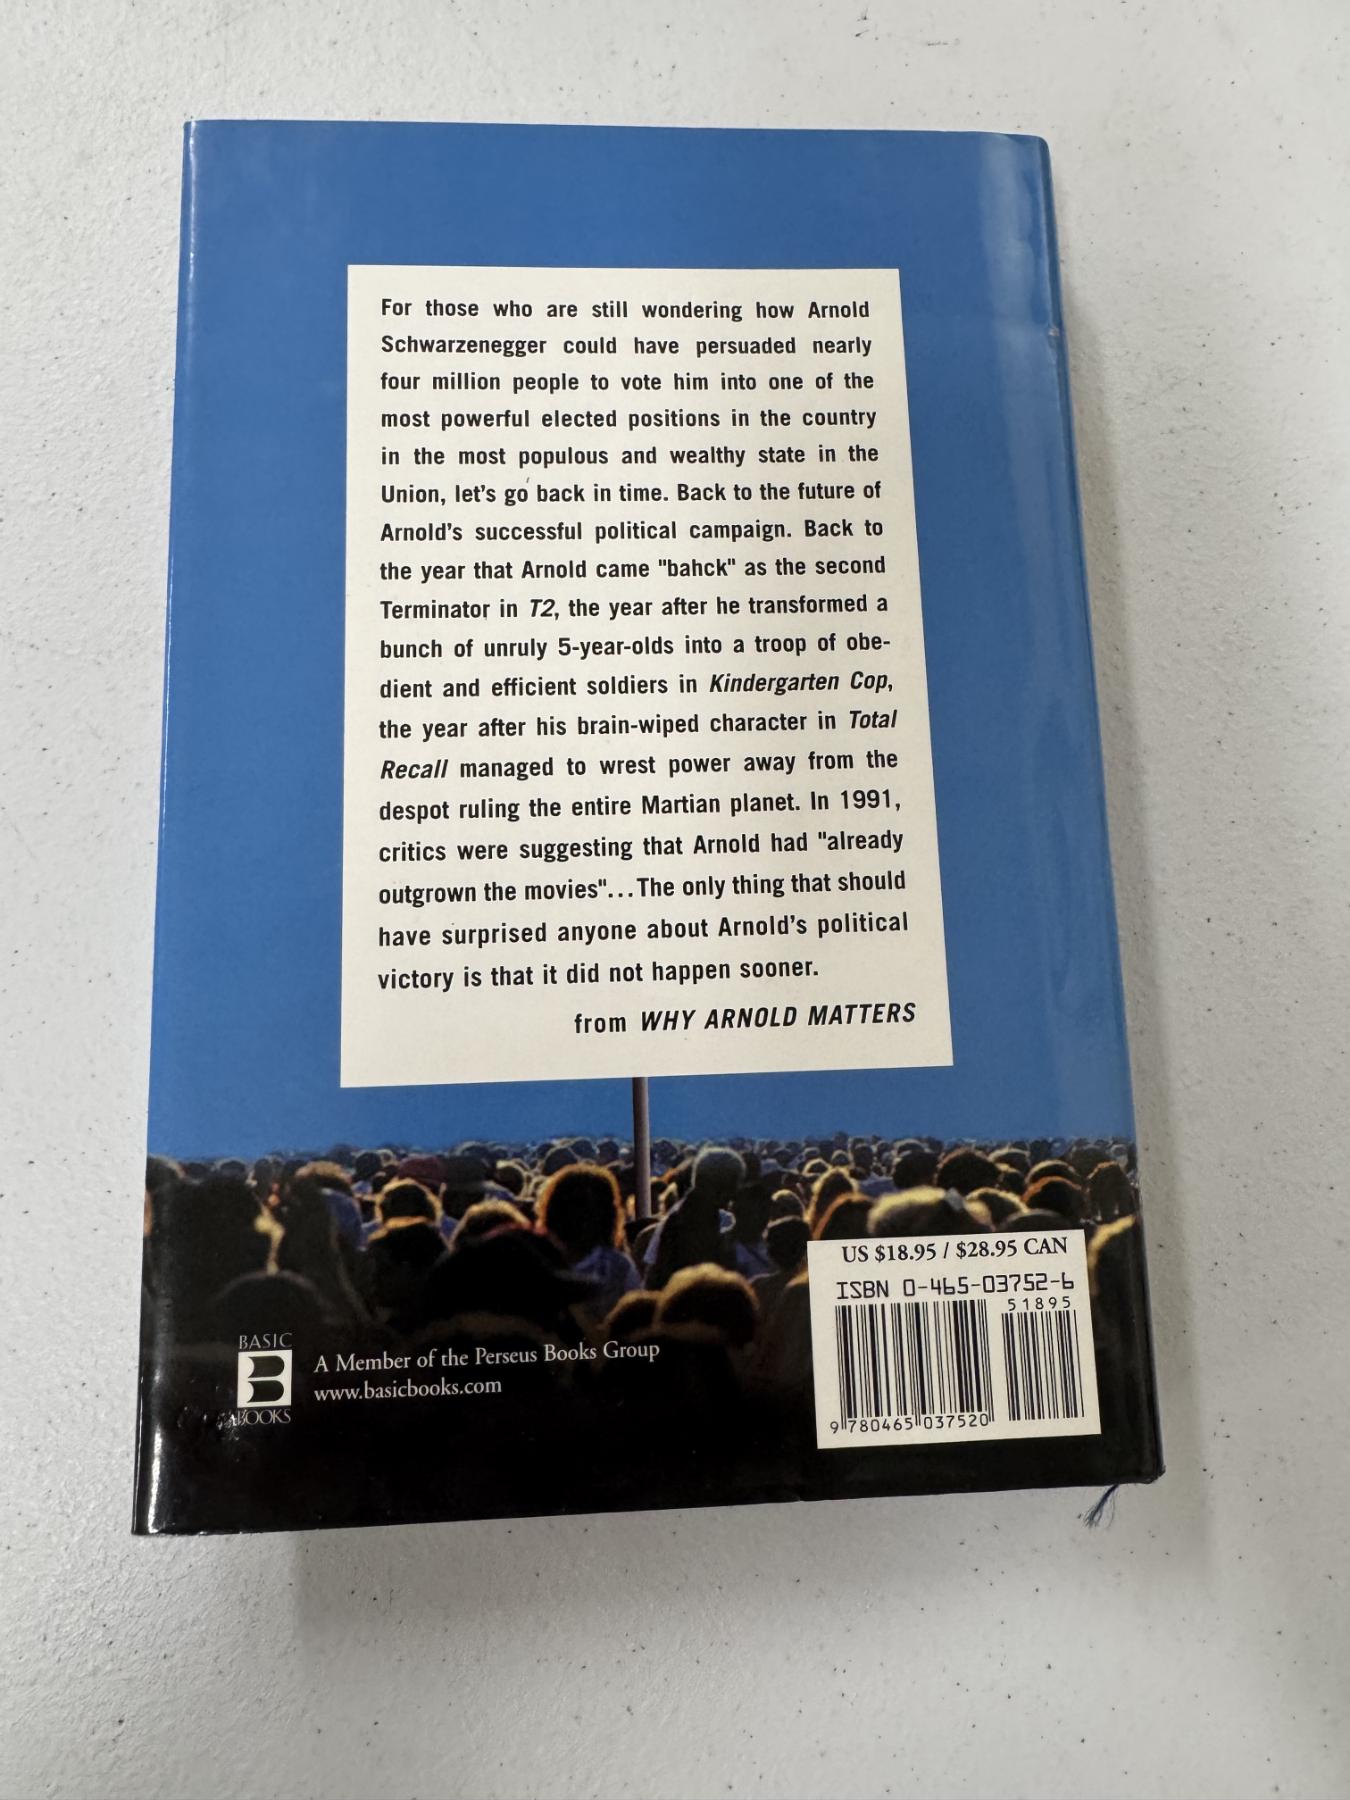 For those who are still wondering how Arnold
Schwarzenegger could have persuaded nearly
four million people to vote him into one of the
most powerful elected positions in the country
in the most populous and wealthy state in the
Union, let's go back in time. Back to the future of
Arnold's successful political campaign. Back to
the year that Arnold came "bahck" as the second
Terminator in T2, the year after he transformed a
bunch of unruly 5-year-olds into a troop of obe-
dient and efficient soldiers in Kindergarten Cop,
the year after his brain-wiped character in Total
Recall managed to wrest power away from the
despot ruling the entire Martian planet. In 1991,
critics were suggesting that Arnold had "already
outgrown the movies"...The only thing that should
have surprised anyone about Arnold's political
victory is that it did not happen sooner.
from WHY ARNOLD MATTERS
US $18.95 / $28.95 CAN
ISBN 0-465-03752-6
51895
9 780465 037520
BASIC
B
BOOKS
A Member of the Perseus Books Group
www.basicbooks.com